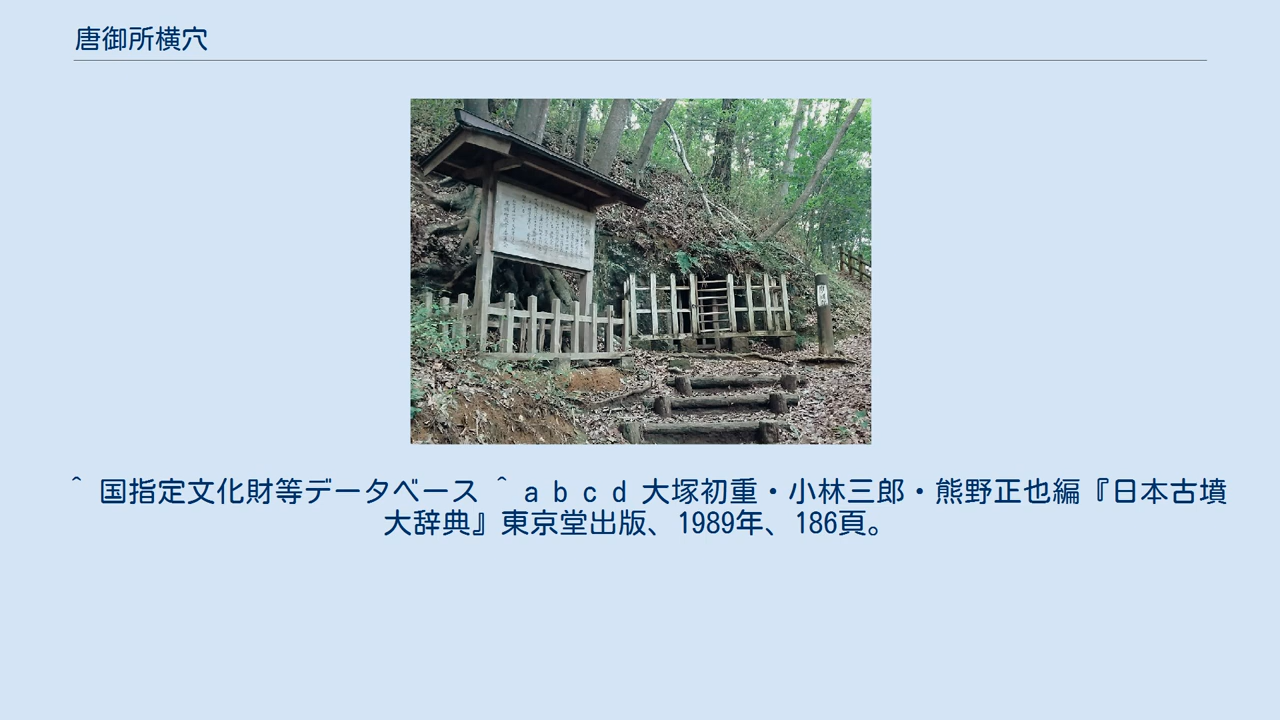 唐御所横穴
^ 国指定文化財等データベース ^ a b c d 大塚初重・小林三郎・熊野正也編『日本古墳
大辞典』東京堂出版、1989年、186頁。